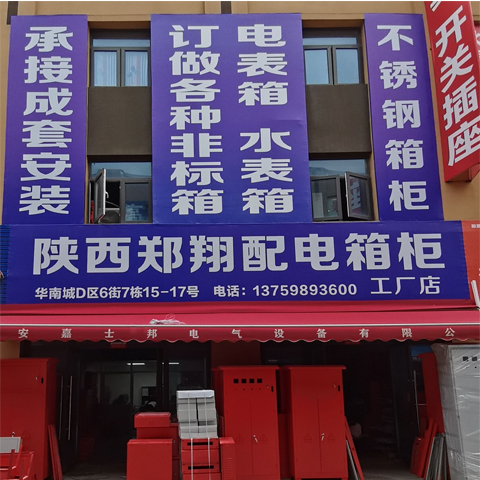 承接成套安装
订做各种非标箱
电表箱 水表箱
不锈钢箱柜
开关插座
陕西郑翔配电箱柜
华南城D区6街7栋15-17号 电话：13759893600 工厂店
安嘉士邦电气设备有限公